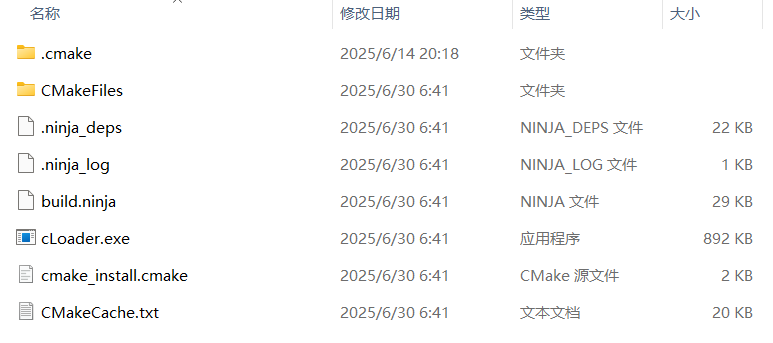 名称 修改日期 类型 大小
.cmake 2025/6/14 20:18 文件夹
CMakeFiles 2025/6/30 6:41 文件夹
.ninja_deps 2025/6/30 6:41 NINJA_DEPS 文件 22 KB
.ninja_log 2025/6/30 6:41 NINJA_LOG 文件 1 KB
build.ninja 2025/6/30 6:41 NINJA 文件 29 KB
cLoader.exe 2025/6/30 6:41 应用程序 892 KB
cmake_install.cmake 2025/6/30 6:41 CMake 源文件 2 KB
CMakeCache.txt 2025/6/30 6:41 文本文档 20 KB